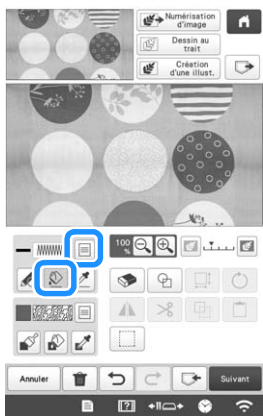 Numérisation
d'image
Dessin au
trait
Création
d'une illust.
100
%
Annuler
Suivant